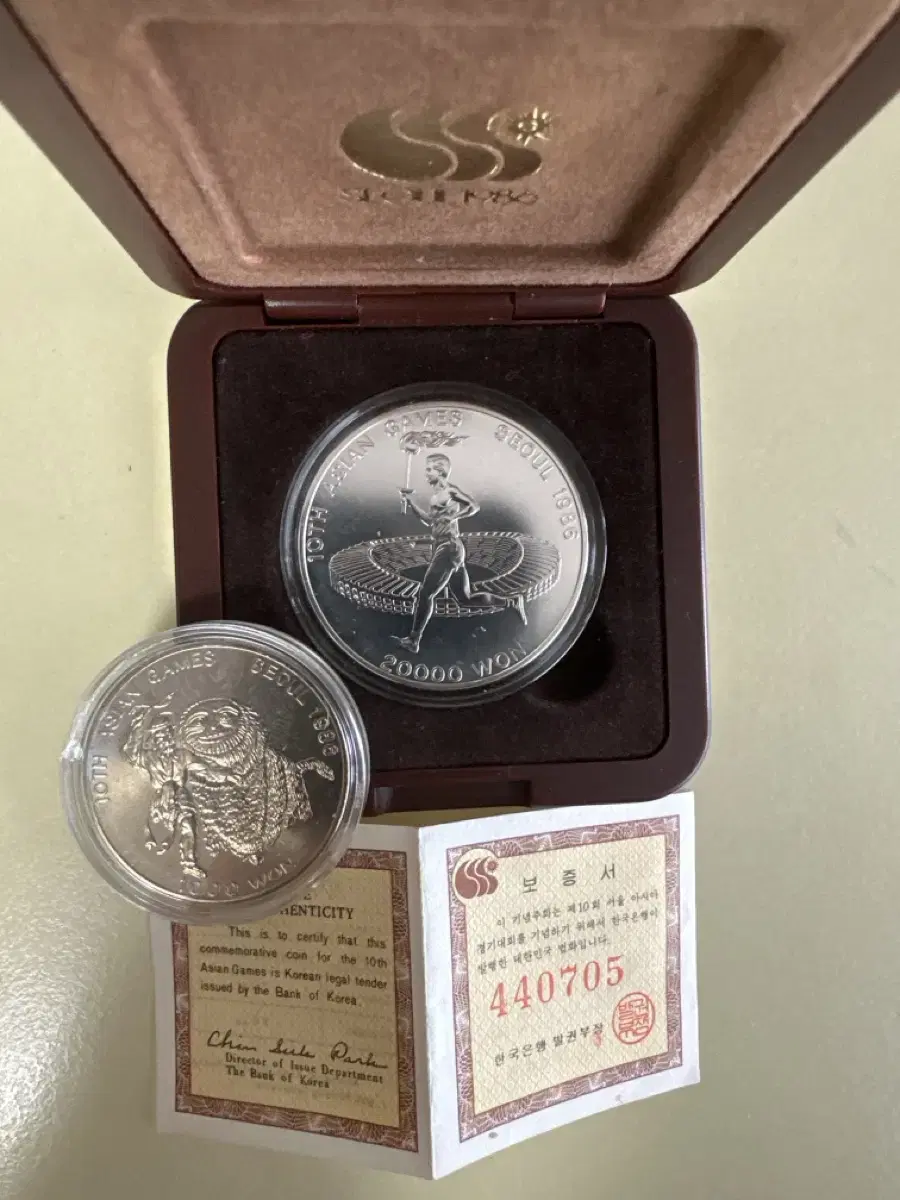 SEOUL 1986
10TH ASIAN GAMES SEOUL 1986
20000 WON
10TH ASIAN GAMES SEOUL 1986
1000 WON
This is to certify that this
commemorative coin for the 10th
Asian Games is Korean legal tender
issued by the Bank of Korea.
Chin Suk Park
Director of Issue Department
The Bank of Korea
보증서
이 기념주화는 제10회 서울 아시아
경기대회를 기념하기 위해서 한국은행이
발행한 대한민국 법화입니다.
440705
한국은행 발권부장